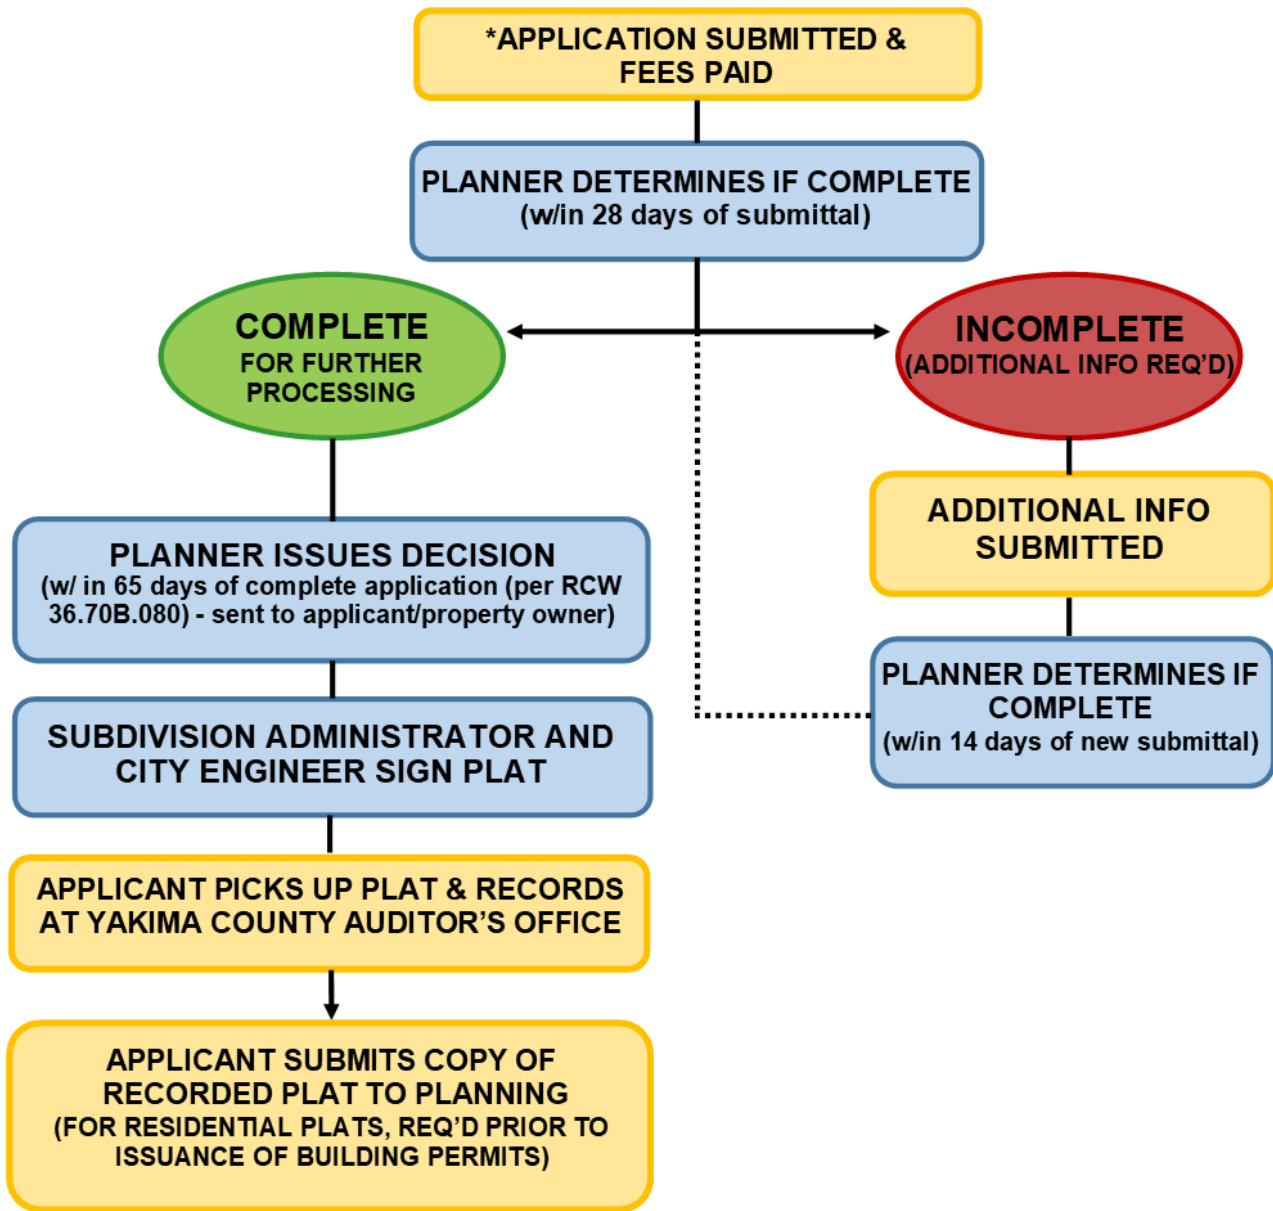 *APPLICATION SUBMITTED &
FEES PAID
PLANNER DETERMINES IF COMPLETE
(w/in 28 days of submittal)
COMPLETE
FOR FURTHER
PROCESSING
INCOMPLETE
(ADDITIONAL INFO REQ'D)
ADDITIONAL INFO
SUBMITTED
PLANNER DETERMINES IF
COMPLETE
(w/in 14 days of new submittal)
PLANNER ISSUES DECISION
(w/ in 65 days of complete application (per RCW
36.70B.080) - sent to applicant/property owner)
SUBDIVISION ADMINISTRATOR AND
CITY ENGINEER SIGN PLAT
APPLICANT PICKS UP PLAT & RECORDS
AT YAKIMA COUNTY AUDITOR'S OFFICE
APPLICANT SUBMITS COPY OF
RECORDED PLAT TO PLANNING
(FOR RESIDENTIAL PLATS, REQ'D PRIOR TO
ISSUANCE OF BUILDING PERMITS)